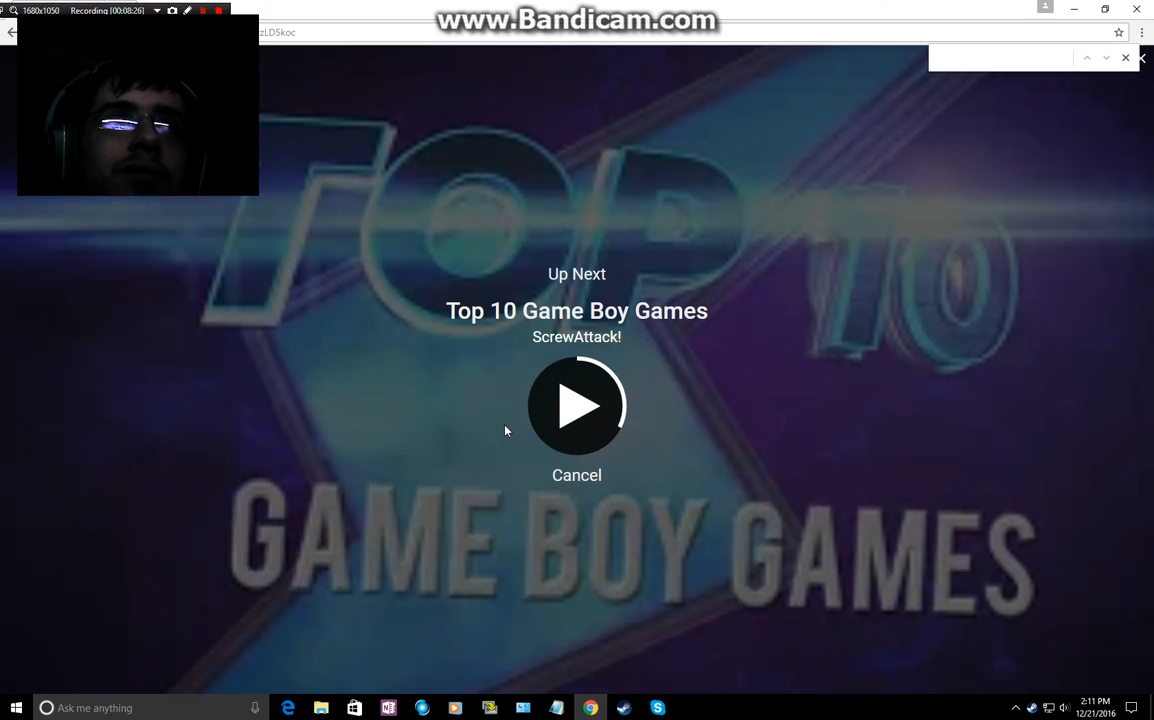 1680x1050 Recording [00:08:26]
www.Bandicam.com
zLD5koc
TOP 10
Up Next
Top 10 Game Boy Games
ScrewAttack!
Cancel
GAME BOY GAMES
Ask me anything
2:11 PM
12/21/2016